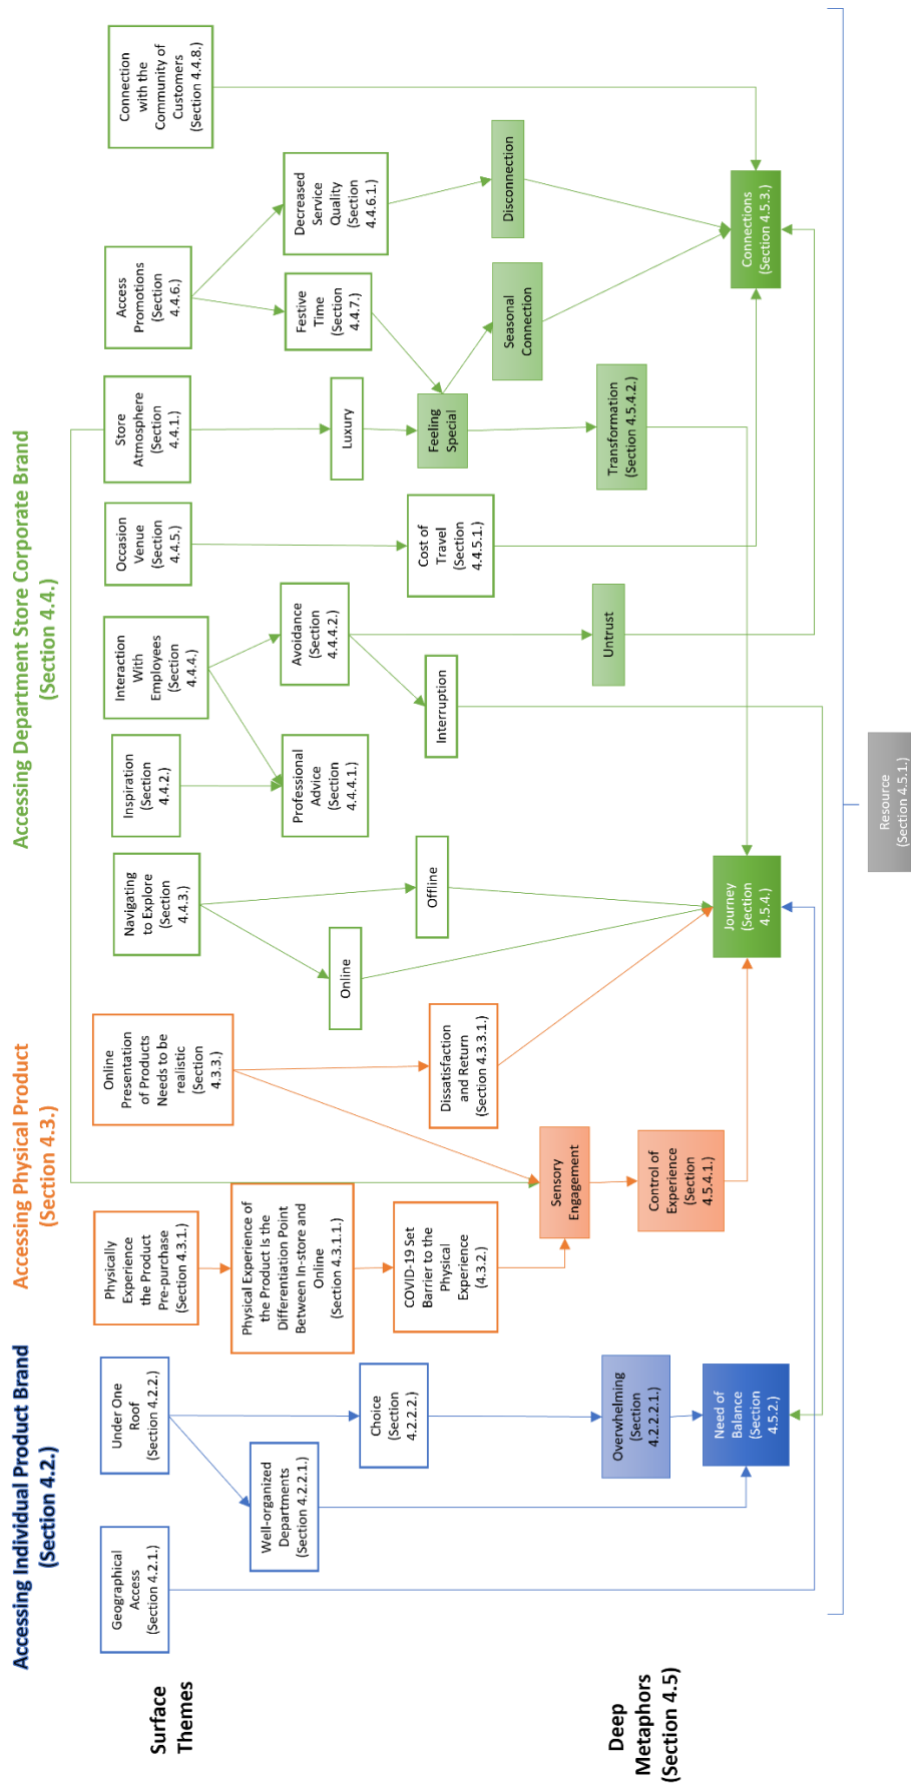 Accessing Individual Product Brand
(Section 4.2.)
Accessing Physical Product
(Section 4.3.)
Accessing Department Store Corporate Brand
(Section 4.4.)
Surface
Themes
Geographical
Access
(Section 4.2.1.)
Under One
Roof
(Section 4.2.2.)
Physically
Experience
the Product
Pre-purchase
(Section 4.3.1.)
Online
Presentation
of Products
Needs to be
realistic
(Section
4.3.3.)
Navigating
to Explore
(Section
4.4.3.)
Inspiration
(Section
4.4.2.)
Interaction
With
Employees
(Section
4.4.4.)
Occasion
Venue
(Section
4.4.5.)
Store
Atmosphere
(Section
4.4.1.)
Access
Promotions
(Section
4.4.6.)
Connection
with the
Community of
Customers
(Section 4.4.8.)
Well-organized
Departments
(Section 4.2.2.1.)
Physical Experience of
the Product Is the
Differentiation Point
Between In-store and
Online
(Section 4.3.1.1.)
Professional
Advice
(Section
4.4.4.1.)
Avoidance
(Section
4.4.4.2.)
Festive
Time
(Section
4.4.7.)
Decreased
Service
Quality
(Section
4.4.6.1.)
Choice
(Section
4.2.2.2.)
Online
Luxury
COVID-19 Set
Barrier to the
Physical
Experience
(4.3.2.)
Dissatisfaction
and Return
(Section 4.3.3.1.)
Offline
Interruption
Cost of
Travel
(Section
4.4.5.1.)
Feeling
Special
Seasonal
Connection
Disconnection
Sensory
Engagement
Deep
Metaphors
(Section 4.5)
Overwhelming
(Section
4.2.2.2.1.)
Control of
Experience
(Section
4.5.4.1.)
Untrust
Transformation
(Section 4.5.4.2.)
Need of
Balance
(Section
4.5.2.)
Journey
(Section
4.5.4.)
Connections
(Section 4.5.3.)
Resource
(Section 4.5.1.)